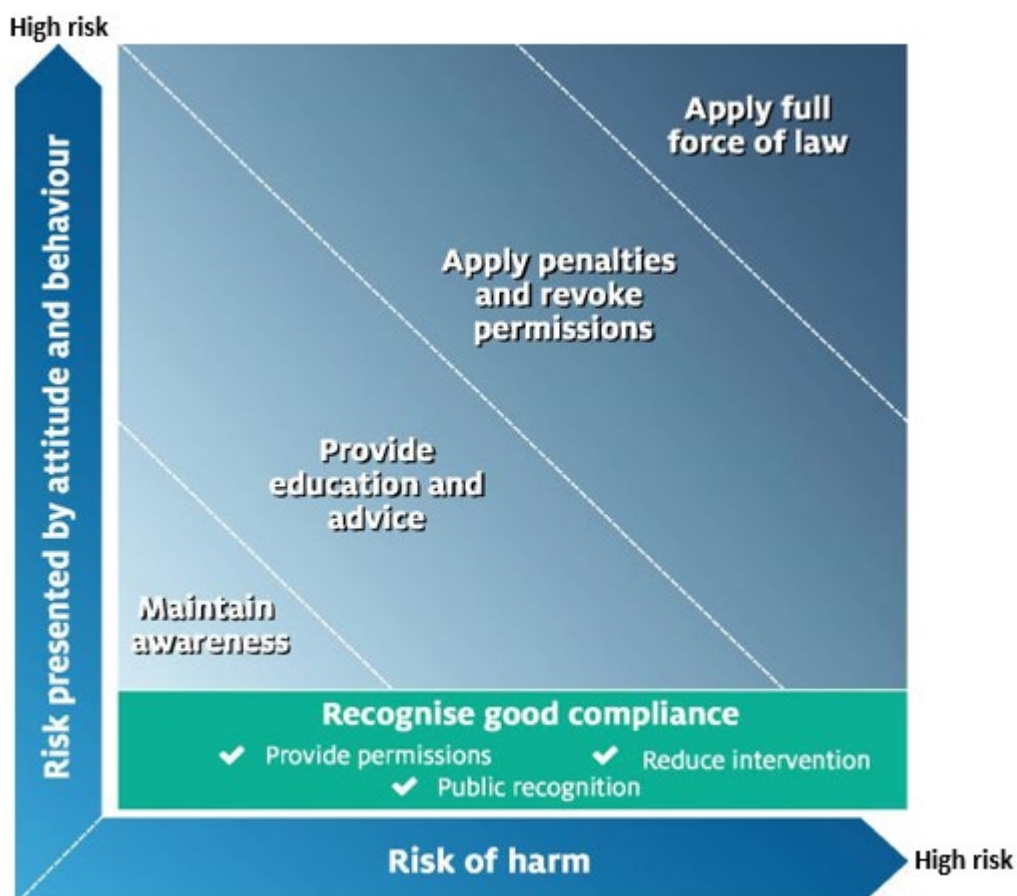 High risk
Risk presented by attitude and behaviour
Apply full
force of law
Apply penalties
and revoke
permissions
Provide
education and
advice
Maintain
awareness
Recognise good compliance
✓ Provide permissions
✓ Reduce intervention
✓ Public recognition
Risk of harm
High risk